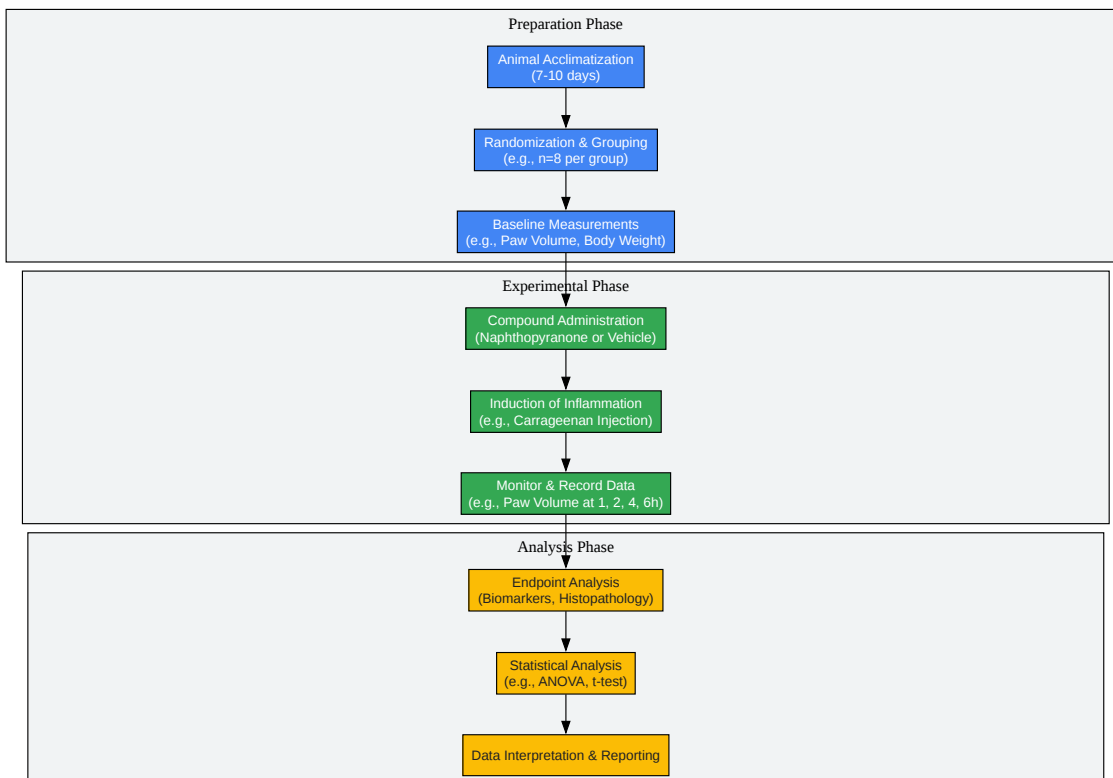 Preparation Phase
Animal Acclimatization
(7-10 days)
Randomization & Grouping
(e.g., n=8 per group)
Baseline Measurements
(e.g., Paw Volume, Body Weight)
Experimental Phase
Compound Administration
(Naphthopyranone or Vehicle)
Induction of Inflammation
(e.g., Carrageenan Injection)
Monitor & Record Data
(e.g., Paw Volume at 1, 2, 4, 6h)
Analysis Phase
Endpoint Analysis
(Biomarkers, Histopathology)
Statistical Analysis
(e.g., ANOVA, t-test)
Data Interpretation & Reporting